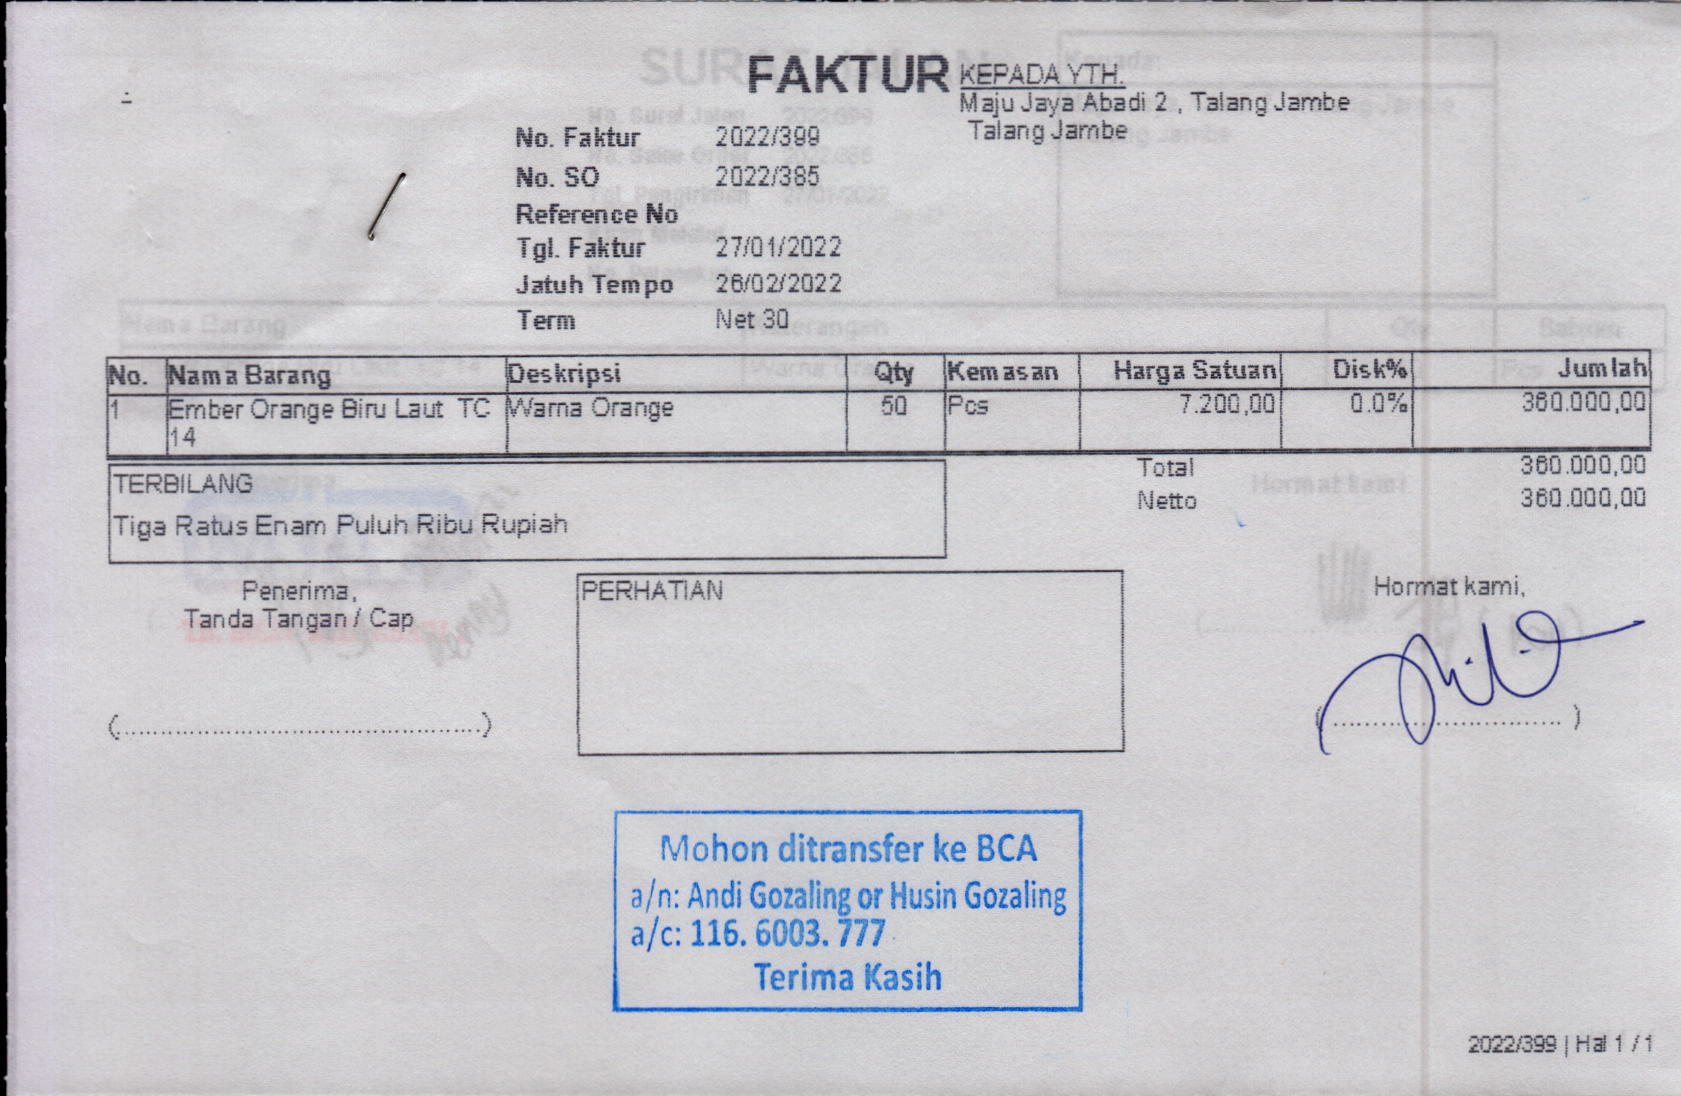 FAKTUR
KEPADA YTH.
Maju Jaya Abadi 2 , Talang Jambe
Talang Jambe
No. Faktur 2022/399
No. SO 2022/385
Reference No
Tgl. Faktur 27/01/2022
Jatuh Tempo 26/02/2022
Term Net 30
No. Nama Barang Deskripsi Qty Kemasan Harga Satuan Disk% Jumlah
1 Ember Orange Biru Laut TC Warna Orange 50 Pcs 7.200,00 0.0% 360.000,00
14
Total 360.000,00
Netto 360.000,00
TERBILANG
Tiga Ratus Enam Puluh Ribu Rupiah
Penerima,
Tanda Tangan / Cap
(................................................)
PERHATIAN
Hormat kami,
(.............................. )
Mohon ditransfer ke BCA
a/n: Andi Gozaling or Husin Gozaling
a/c: 116. 6003. 777
Terima Kasih
2022/399 | Hal 1 / 1